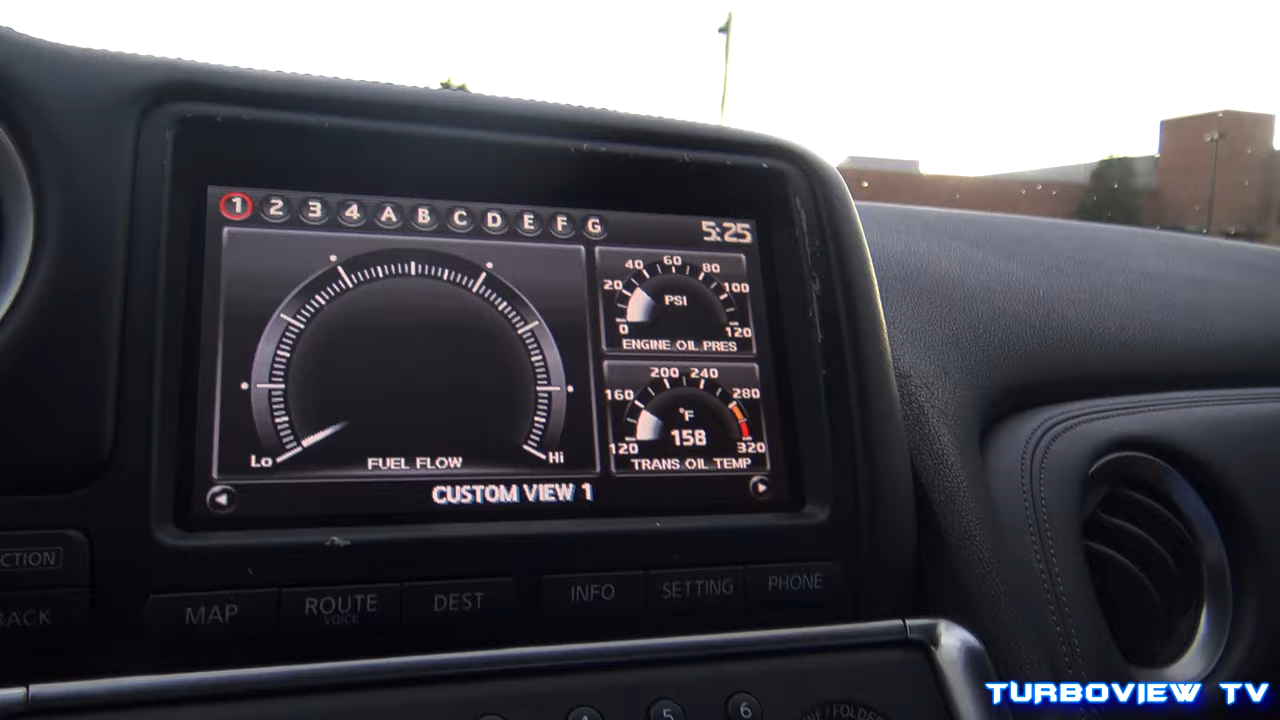 1 2 3 4 A B C D E F G
5:25
Lo Hi
FUEL FLOW
0 20 40 60 80 100 120
PSI
ENGINE OIL PRES
120 160 200 240 280 320
°F
158
TRANS OIL TEMP
CUSTOM VIEW 1
CTION
BACK
MAP
ROUTE
VOICE
DEST
INFO
SETTING
PHONE
4 5 6
TURBOVIEW TV